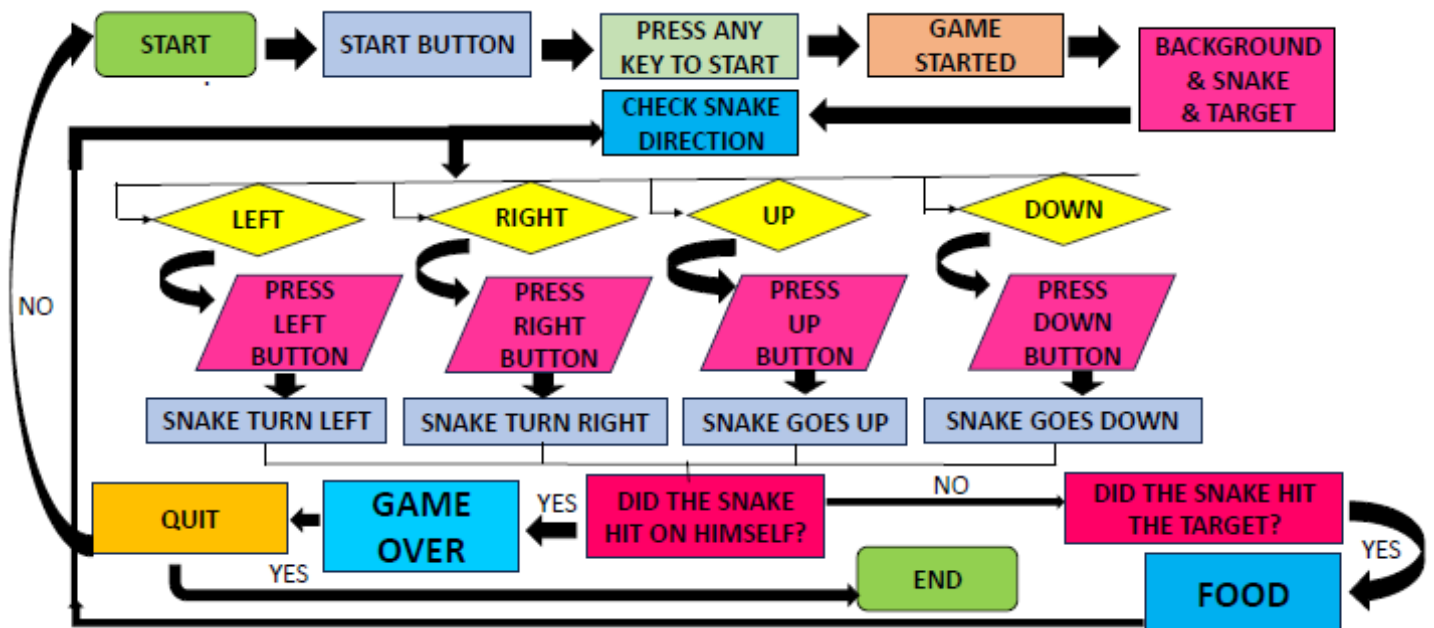 START
START BUTTON
PRESS ANY
KEY TO START
GAME
STARTED
BACKGROUND
& SNAKE
& TARGET
CHECK SNAKE
DIRECTION
LEFT
RIGHT
UP
DOWN
PRESS
LEFT
BUTTON
PRESS
RIGHT
BUTTON
PRESS
UP
BUTTON
PRESS
DOWN
BUTTON
NO
SNAKE TURN LEFT
SNAKE TURN RIGHT
SNAKE GOES UP
SNAKE GOES DOWN
QUIT
GAME
OVER
YES
DID THE SNAKE
HIT ON HIMSELF?
NO
DID THE SNAKE HIT
THE TARGET?
YES
YES
END
FOOD